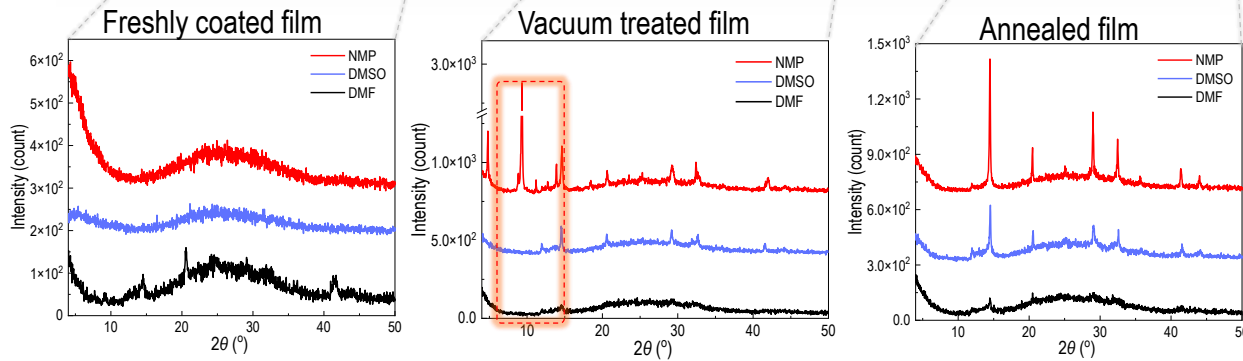 Freshly coated film
6×10²
5×10²
4×10²
3×10²
2×10²
1×10²
0
Intensity (count)
NMP
DMSO
DMF
10 20 30 40 50
2θ (º)
Vacuum treated film
3.0×10³
1.0×10³
5.0×10²
0.0
Intensity (count)
NMP
DMSO
DMF
10 20 30 40 50
2θ (º)
Annealed film
1.5×10³
1.2×10³
9.0×10²
6.0×10²
3.0×10²
0.0
Intensity (count)
NMP
DMSO
DMF
10 20 30 40 50
2θ (º)